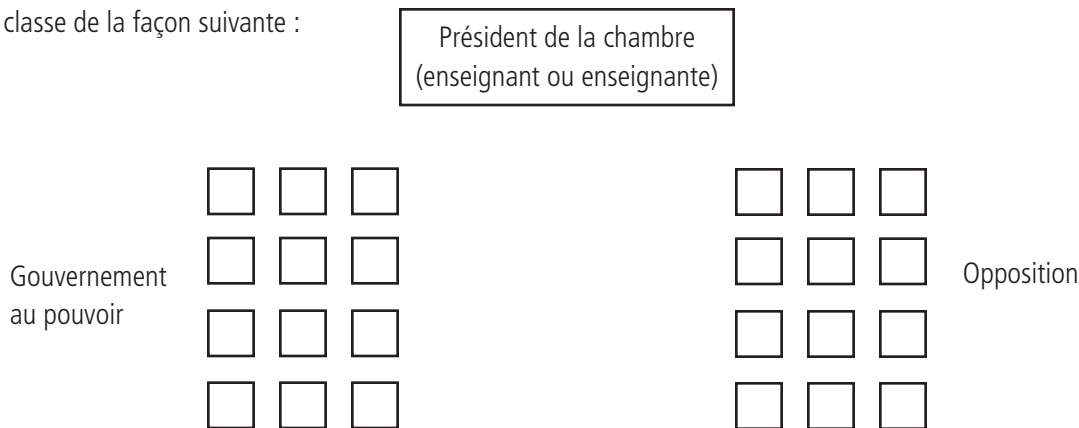 classe de la façon suivante :
Président de la chambre
(enseignant ou enseignante)
Gouvernement
au pouvoir
Opposition